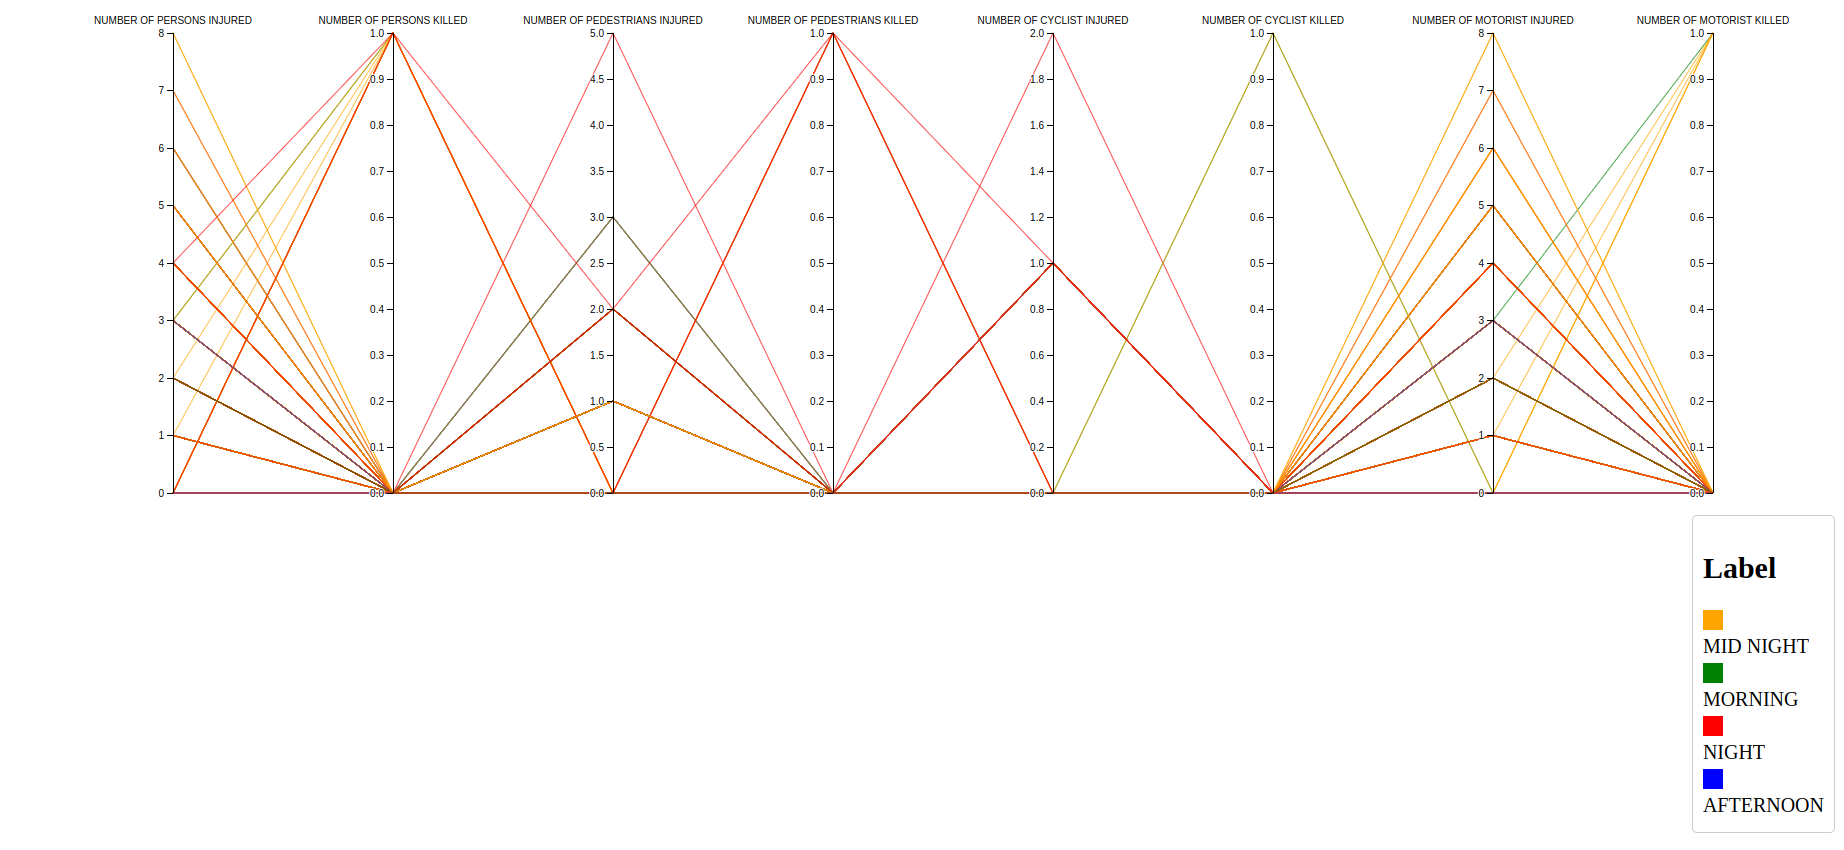 NUMBER OF PERSONS INJURED NUMBER OF PERSONS KILLED NUMBER OF PEDESTRIANS INJURED NUMBER OF PEDESTRIANS KILLED NUMBER OF CYCLIST INJURED NUMBER OF CYCLIST KILLED NUMBER OF MOTORIST INJURED NUMBER OF MOTORIST KILLED
8 1.0 5.0 1.0 2.0 1.0 8 1.0
0.9 4.5 0.9 1.8 0.9 0.9
7 7
0.8 4.0 0.8 1.6 0.8 0.8
6 6
0.7 3.5 0.7 1.4 0.7 0.7
5 5
0.6 3.0 0.6 1.2 0.6 0.6
4 0.5 2.5 0.5 1.0 0.5 4 0.5
0.4 2.0 0.4 0.8 0.4 0.4
3 3
0.3 1.5 0.3 0.6 0.3 0.3
2 2
0.2 1.0 0.2 0.4 0.2 0.2
1 1
0.1 0.5 0.1 0.2 0.1 0.1
0 0.0 0.0 0.0 0.0 0.0 0 0.0
Label
MID NIGHT
MORNING
NIGHT
AFTERNOON